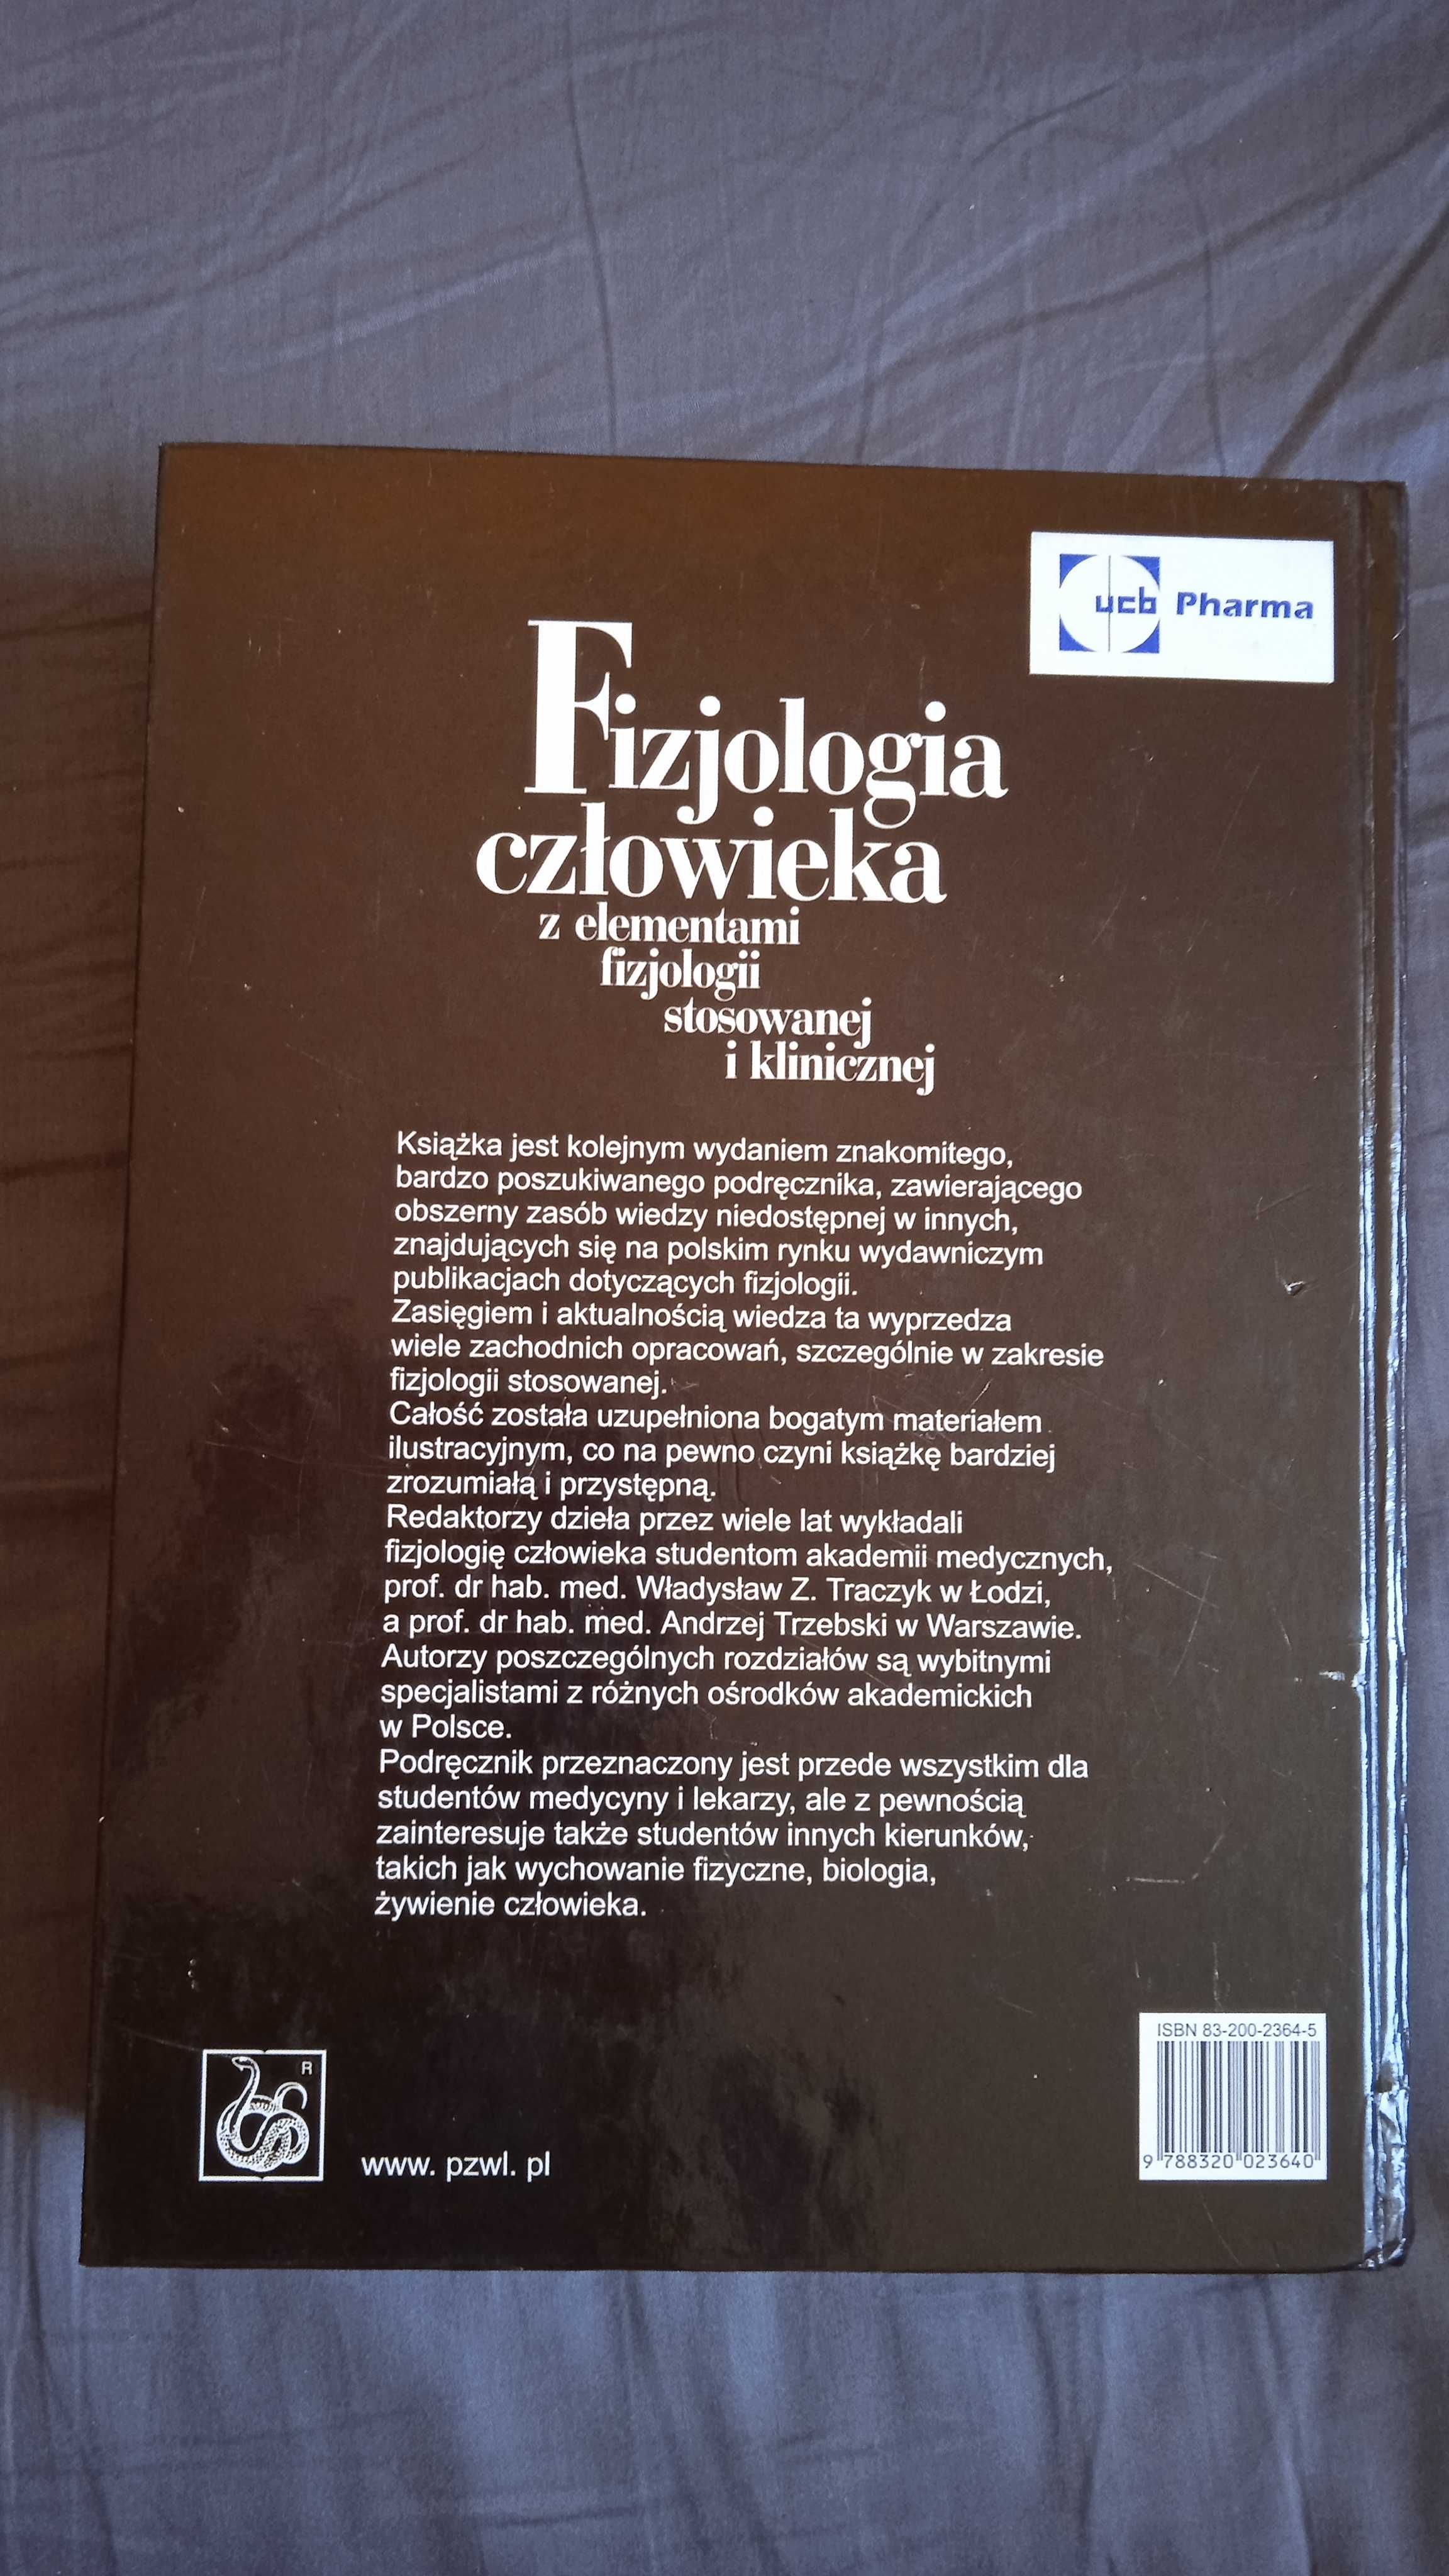 ucb Pharma
Fizjologia
człowieka
z elementami
fizjologii
stosowanej
i klinicznej
Książka jest kolejnym wydaniem znakomitego,
bardzo poszukiwanego podręcznika, zawierającego
obszerny zasób wiedzy niedostępnej w innych,
znajdujących się na polskim rynku wydawniczym
publikacjach dotyczących fizjologii.
Zasięgiem i aktualnością wiedza ta wyprzedza
wiele zachodnich opracowań, szczególnie w zakresie
fizjologii stosowanej.
Całość została uzupełniona bogatym materiałem
ilustracyjnym, co na pewno czyni książkę bardziej
zrozumiałą i przystępną.
Redaktorzy dzieła przez wiele lat wykładali
fizjologię człowieka studentom akademii medycznych,
prof. dr hab. med. Władysław Z. Traczyk w Łodzi,
a prof. dr hab. med. Andrzej Trzebski w Warszawie.
Autorzy poszczególnych rozdziałów są wybitnymi
specjalistami z różnych ośrodków akademickich
w Polsce.
Podręcznik przeznaczony jest przede wszystkim dla
studentów medycyny i lekarzy, ale z pewnością
zainteresuje także studentów innych kierunków,
takich jak wychowanie fizyczne, biologia,
żywienie człowieka.
R
www. pzwl. pl
ISBN 83-200-2364-5
9 788320 023640